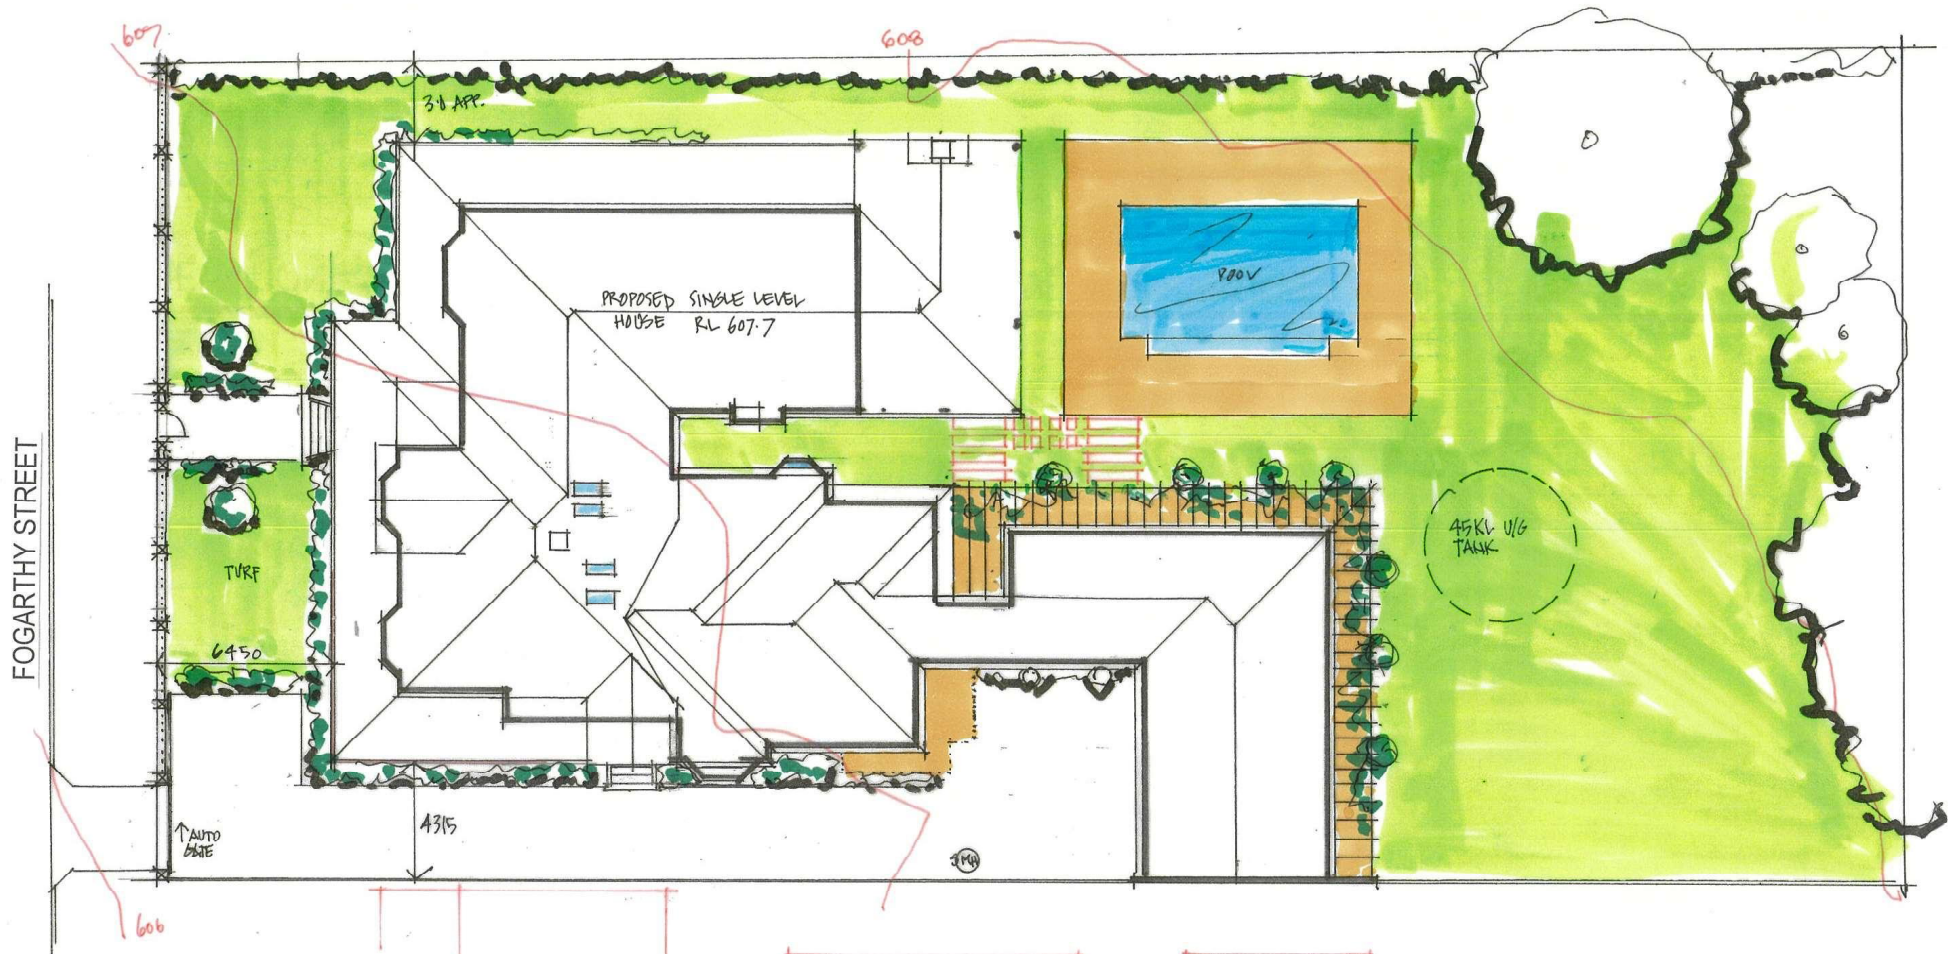 607
608
3.0 APP.
PROPOSED SINGLE LEVEL
HOUSE RL 607.7
POOL
FOGARTHY STREET
45KL U/G
TANK
TURF
6450
4315
AUTO
GATE
MH
606